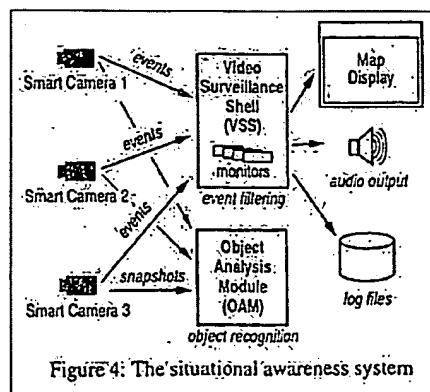 Smart Camera 1
events
Smart Camera 2
events
Smart Camera 3
events
snapshots
Video
Surveillance
Shell
(VSS)
monitors
event filtering
Object
Analysis
Module
(OAM)
object recognition
Map
Display
audio output
log files
Figure 4: The situational awareness system